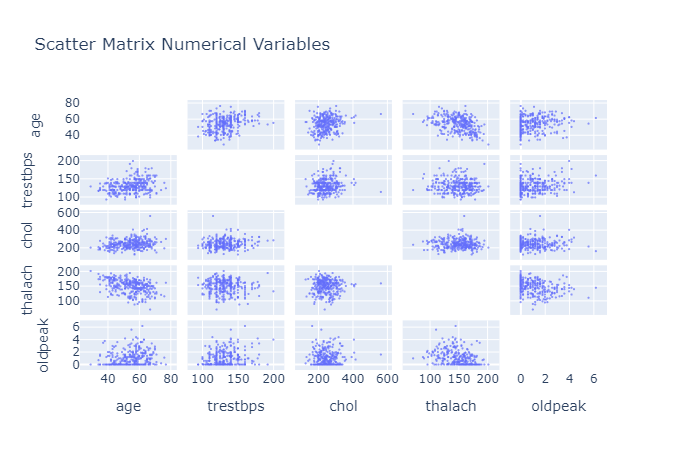 Scatter Matrix Numerical Variables
80
60
40
age
200
150
100
trestbps
600
400
200
chol
200
150
100
thalach
6
4
2
0
oldpeak
40 60 80 100 150 200 200 400 600 100 150 200 0 2 4 6
age trestbps chol thalach oldpeak